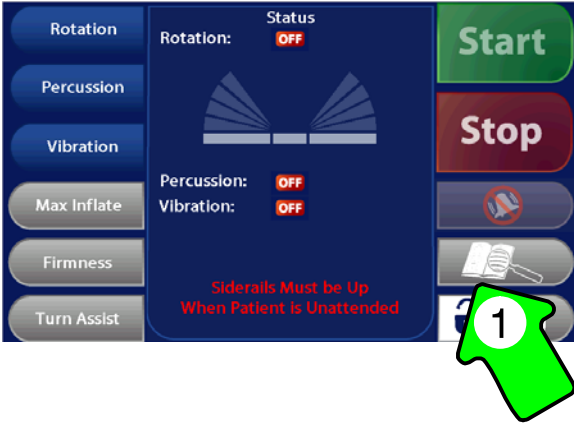 Rotation
Percussion
Vibration
Max Inflate
Firmness
Turn Assist
Status
Rotation: OFF
Percussion: OFF
Vibration: OFF
Siderails Must be Up
When Patient is Unattended
Start
Stop
1